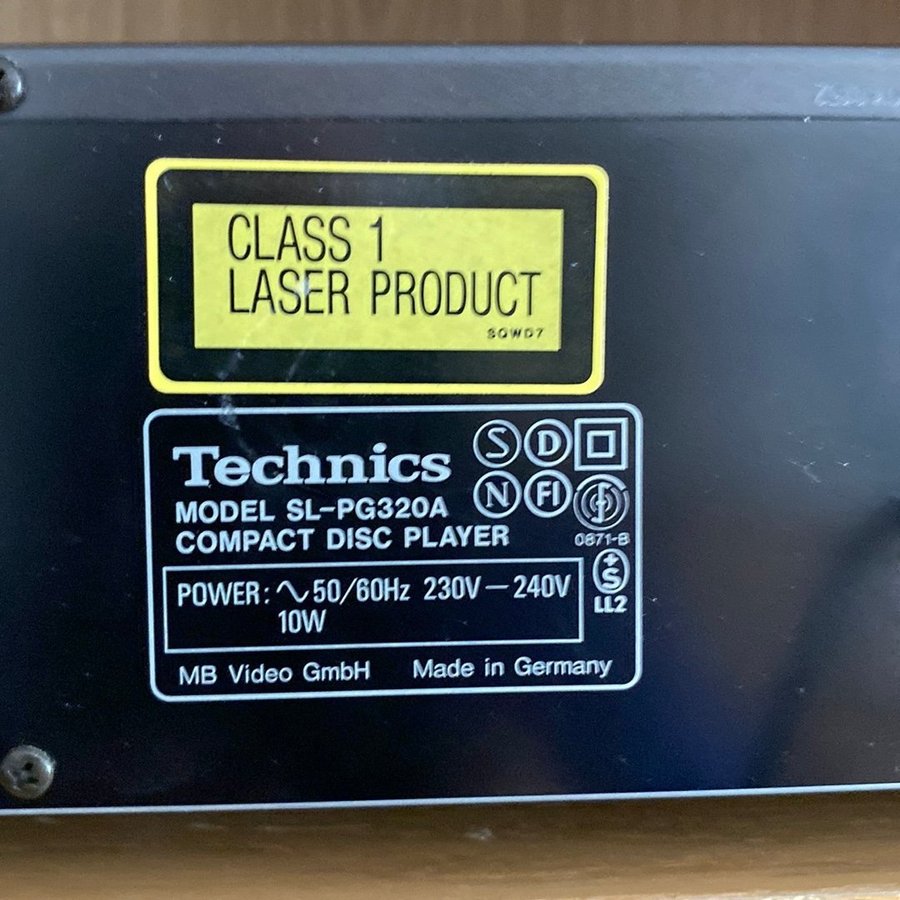 CLASS 1
LASER PRODUCT
SQWD7
Technics
MODEL SL-PG320A
COMPACT DISC PLAYER
S D
N FI
0871-B
+
S
LL2
POWER: ∿50/60Hz 230V—240V
10W
MB Video GmbH Made in Germany